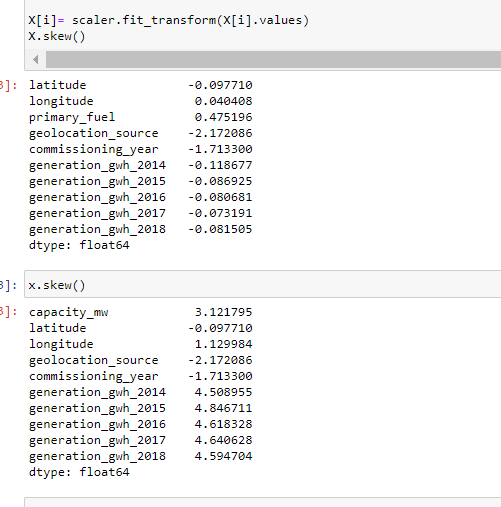 X[i]= scaler.fit_transform(X[i].values)
X.skew()
]:
latitude -0.097710
longitude 0.040408
primary_fuel 0.475196
geolocation_source -2.172086
commissioning_year -1.713300
generation_gwh_2014 -0.118677
generation_gwh_2015 -0.086925
generation_gwh_2016 -0.080681
generation_gwh_2017 -0.073191
generation_gwh_2018 -0.081505
dtype: float64
]: x.skew()
]:
capacity_mw 3.121795
latitude -0.097710
longitude 1.129984
geolocation_source -2.172086
commissioning_year -1.713300
generation_gwh_2014 4.508955
generation_gwh_2015 4.846711
generation_gwh_2016 4.618328
generation_gwh_2017 4.640628
generation_gwh_2018 4.594704
dtype: float64